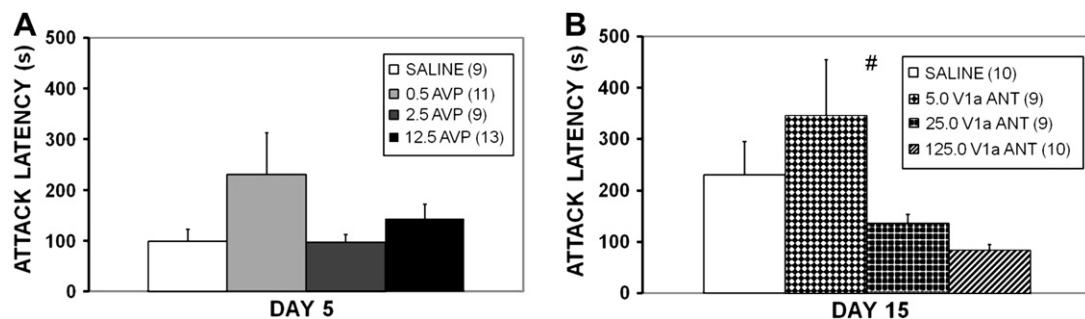 A
ATTACK LATENCY (s)
500
400
300
200
100
0
SALINE (9)
0.5 AVP (11)
2.5 AVP (9)
12.5 AVP (13)
DAY 5
B
ATTACK LATENCY (s)
500
400
300
200
100
0
#
SALINE (10)
5.0 V1a ANT (9)
25.0 V1a ANT (9)
125.0 V1a ANT (10)
DAY 15